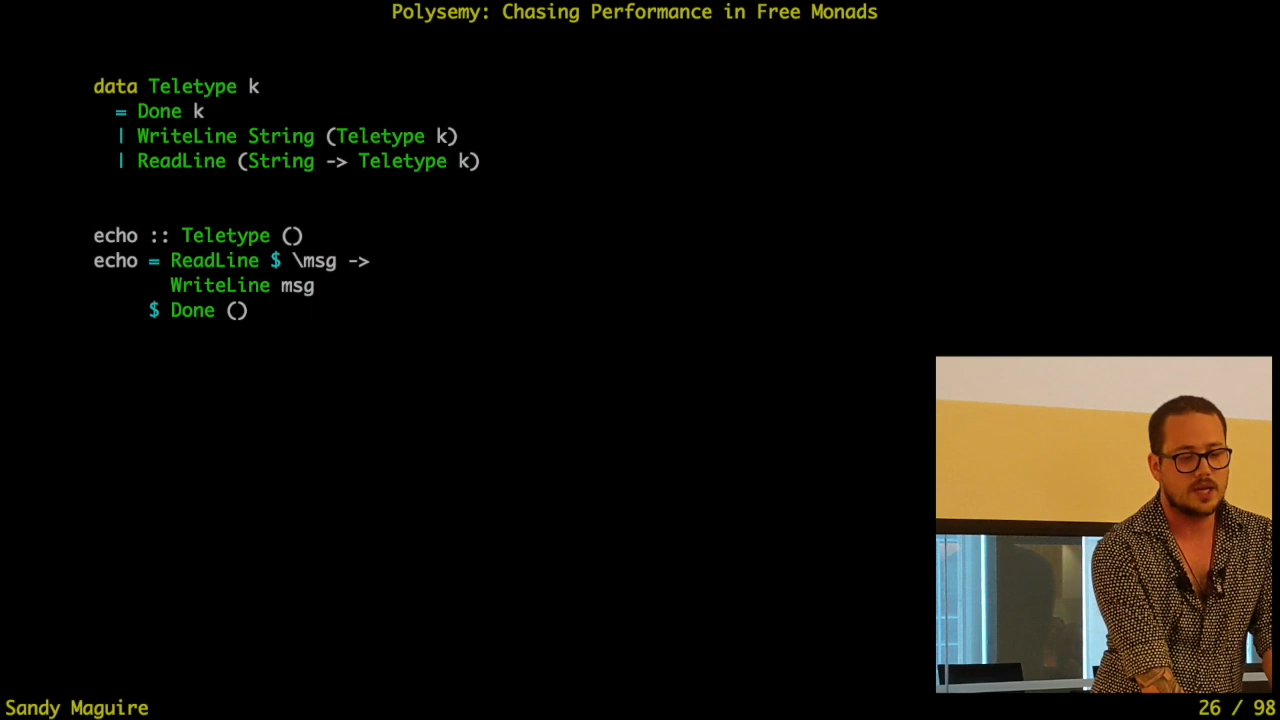 Polysemy: Chasing Performance in Free Monads
data Teletype k
= Done k
| WriteLine String (Teletype k)
| ReadLine (String -> Teletype k)
echo :: Teletype ()
echo = ReadLine $ \msg ->
WriteLine msg
$ Done ()
Sandy Maguire
26 / 98